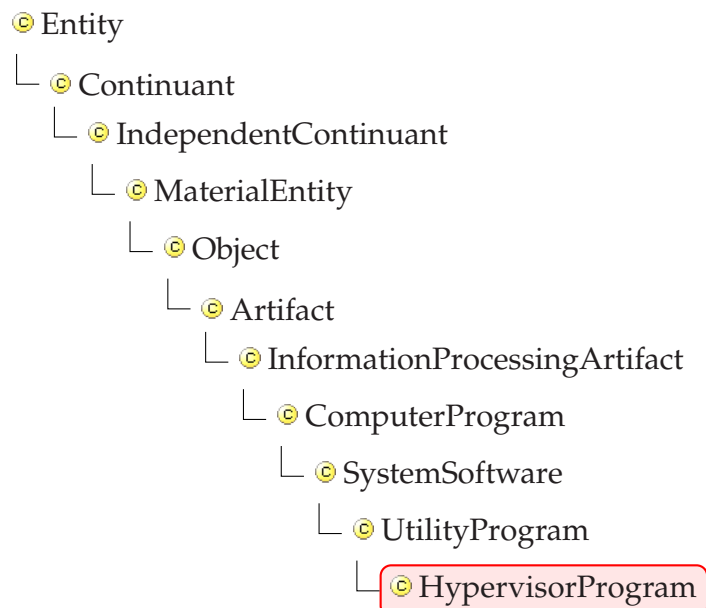 © Entity
© Continuant
© IndependentContinuant
© MaterialEntity
© Object
© Artifact
© InformationProcessingArtifact
© ComputerProgram
© SystemSoftware
© UtilityProgram
© HypervisorProgram